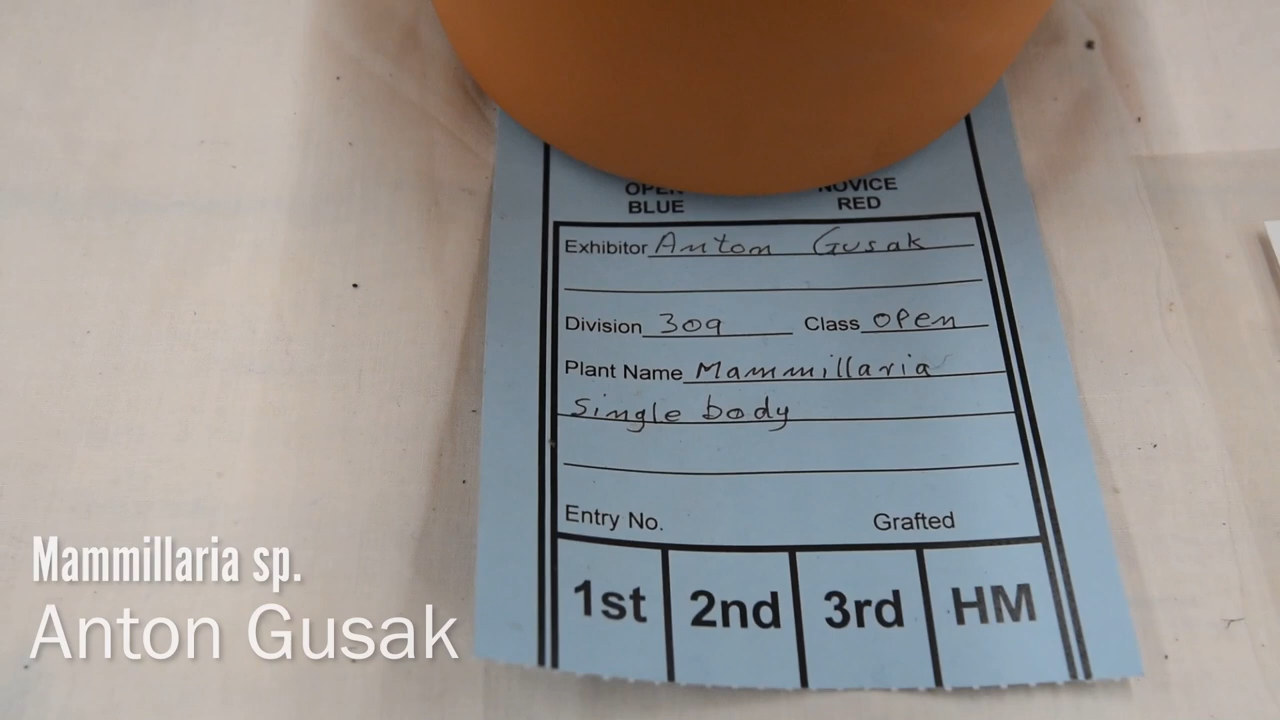 OPEN NOVICE
BLUE RED
Exhibitor Anton Gusak
Division 309 Class open
Plant Name Mammillaria
Single body
Entry No. Grafted
1st 2nd 3rd HM
Mammillaria sp.
Anton Gusak